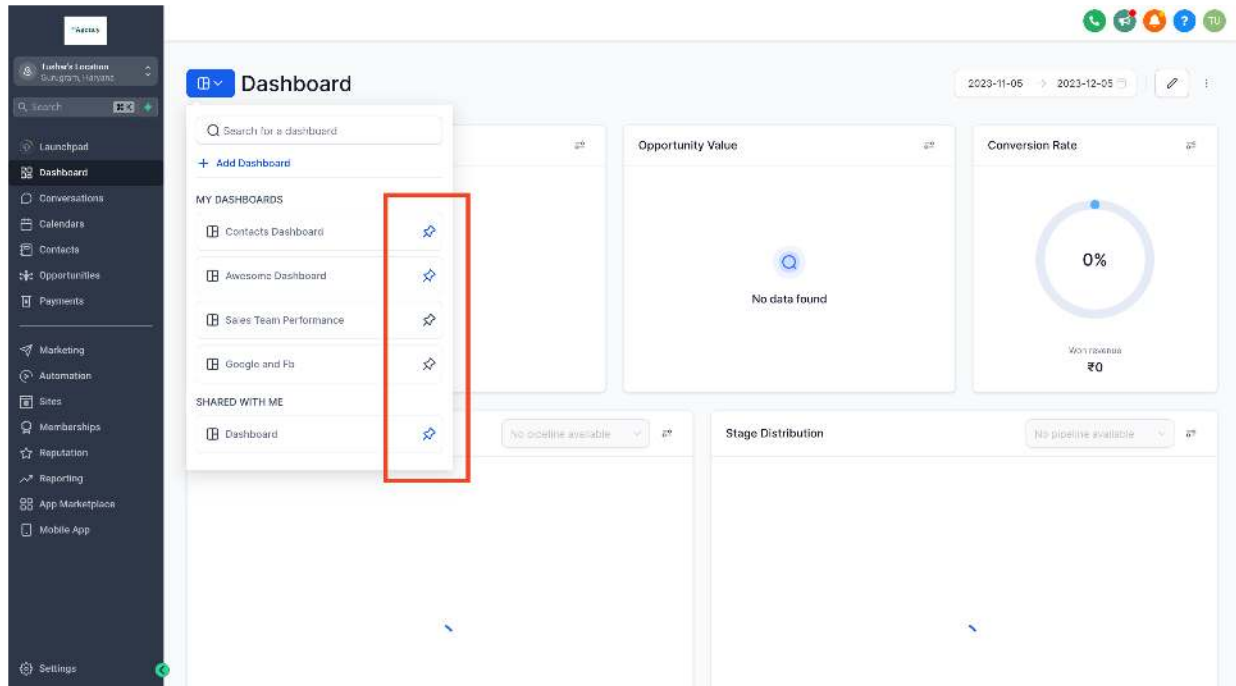 Agency
Tushar's Location
Gurugram, Haryana
Search ⌘ K
Launchpad
Dashboard
Conversations
Calendars
Contacts
Opportunities
Payments
Marketing
Automation
Sites
Memberships
Reputation
Reporting
App Marketplace
Mobile App
Settings
TU
Dashboard
2023-11-05 → 2023-12-05
Search for a dashboard
+ Add Dashboard
MY DASHBOARDS
Contacts Dashboard
Awesome Dashboard
Sales Team Performance
Google and Fb
SHARED WITH ME
Dashboard
Opportunity Value
No data found
Conversion Rate
0%
Won revenue
₹0
No pipeline available
Stage Distribution
No pipeline available